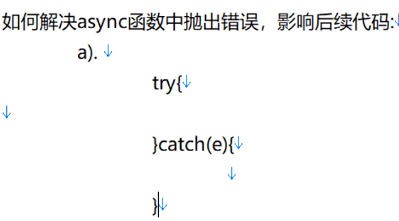 如何解决async函数中抛出错误，影响后续代码:↓
a). ↓
try{↓
↓
}catch(e){↓
↓
}↓